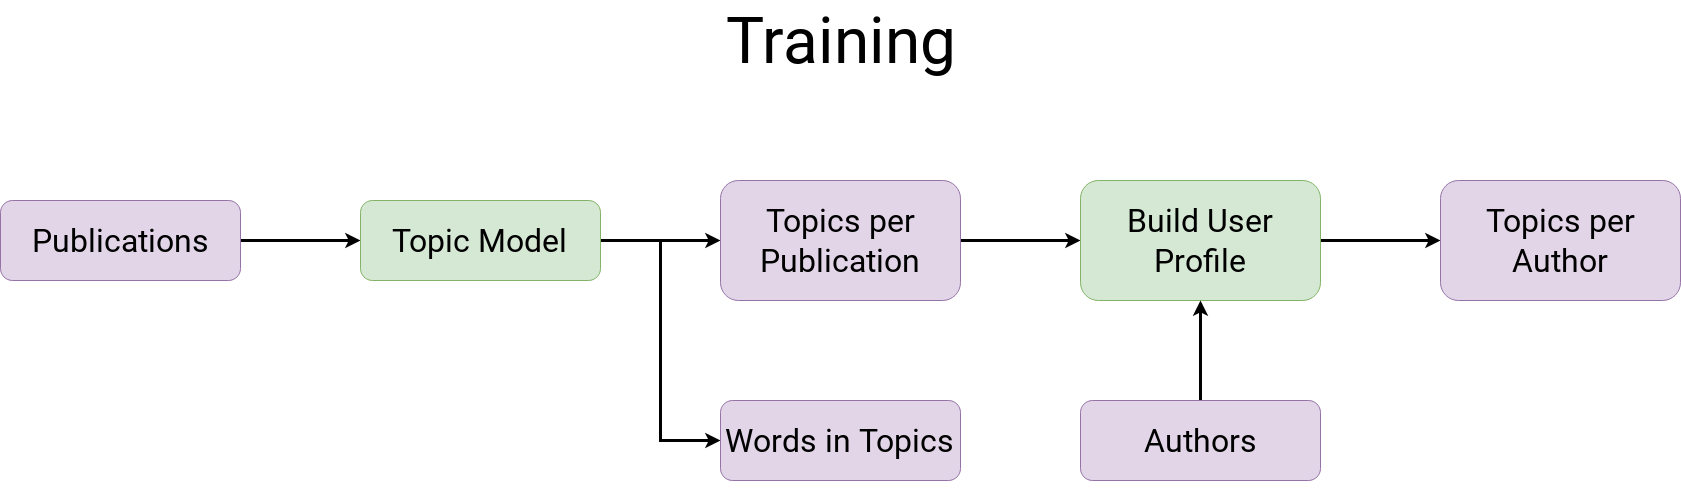 Training
Publications
Topic Model
Topics per
Publication
Build User
Profile
Topics per
Author
Words in Topics
Authors